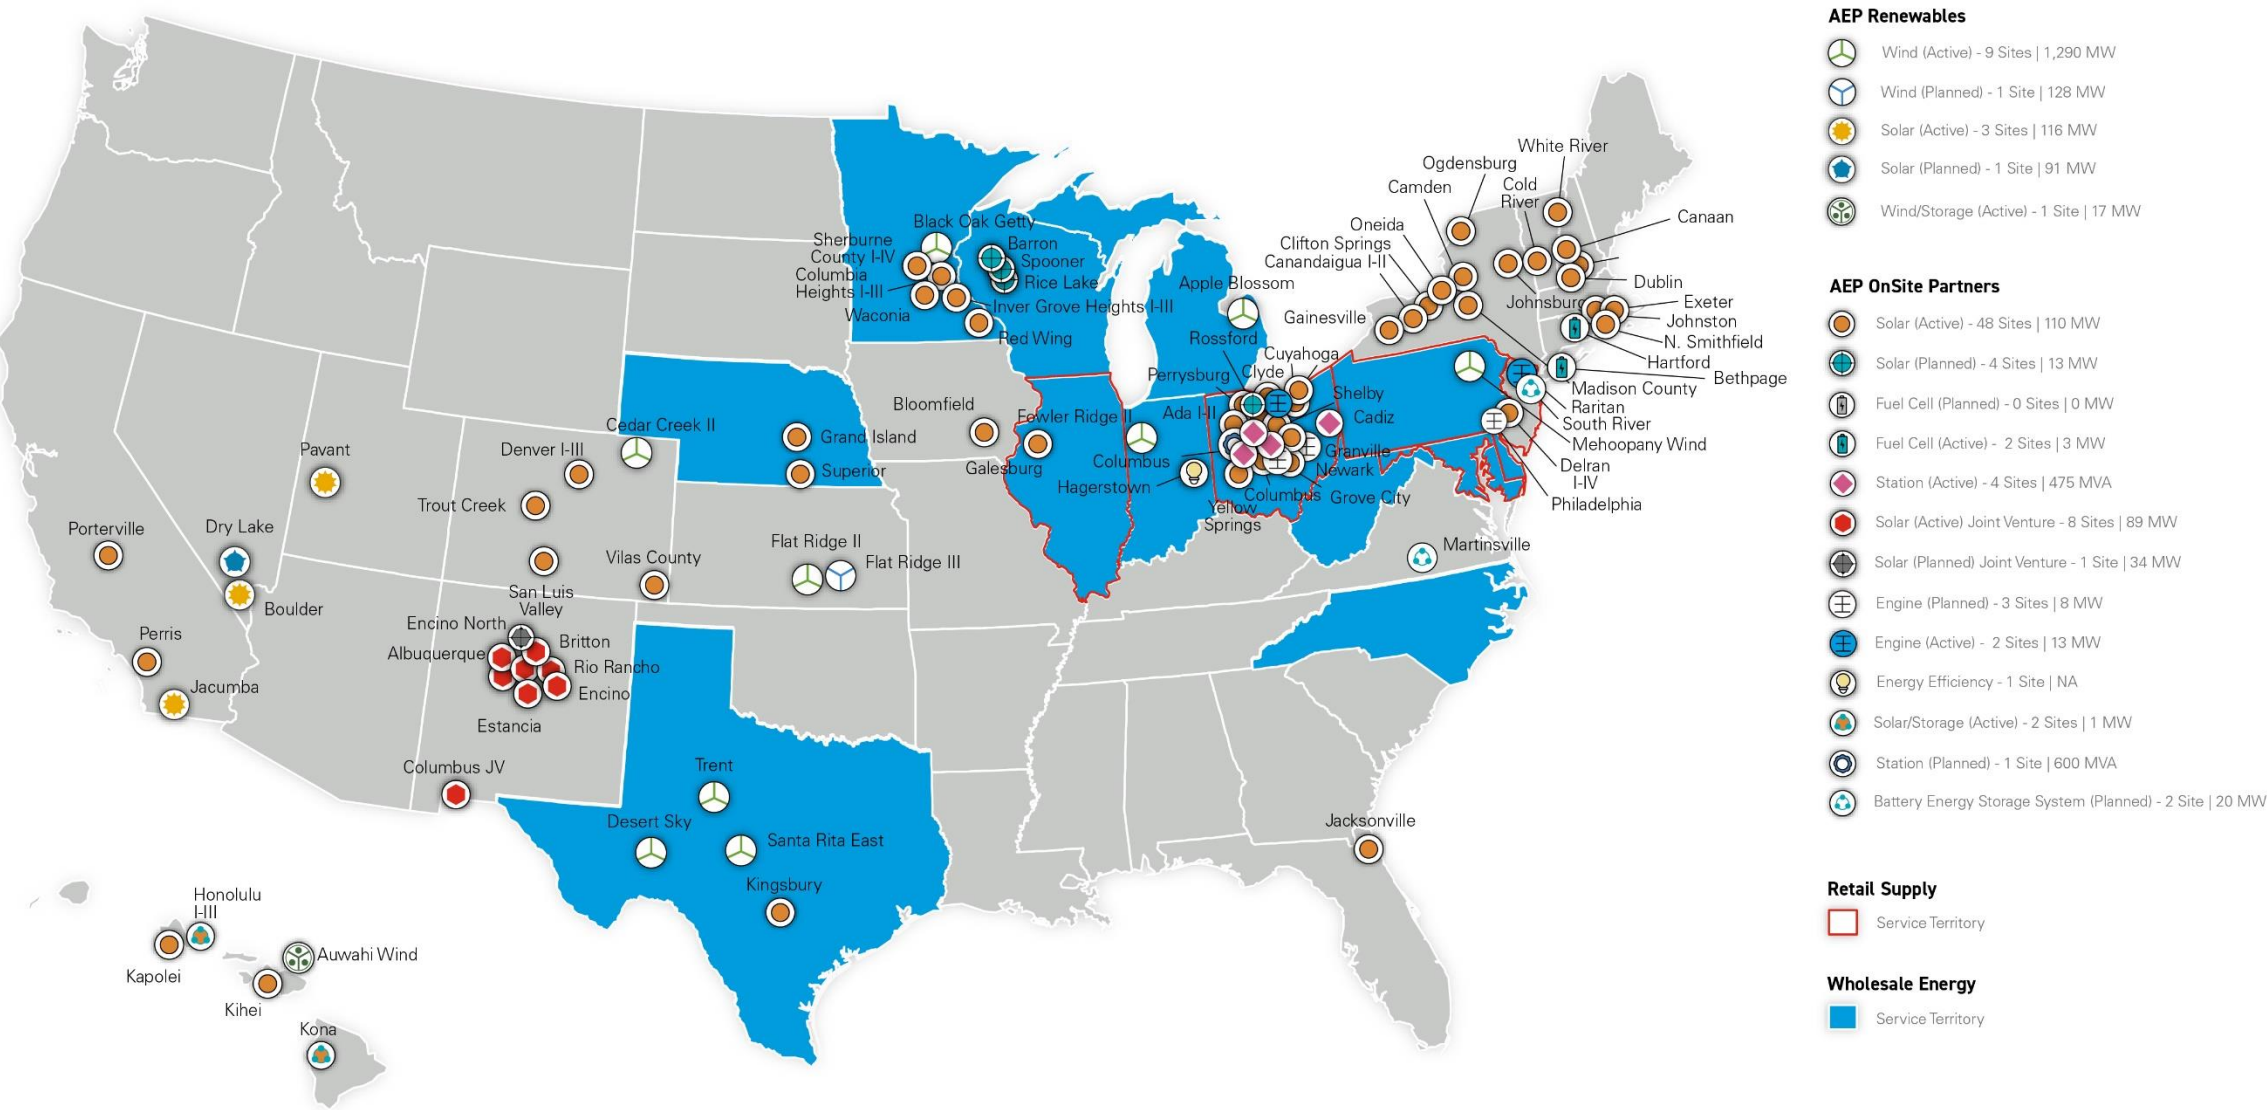 AEP Renewables
Wind (Active) - 9 Sites | 1,290 MW
Wind (Planned) - 1 Site | 128 MW
Solar (Active) - 3 Sites | 116 MW
Solar (Planned) - 1 Site | 91 MW
Wind/Storage (Active) - 1 Site | 17 MW
AEP OnSite Partners
Solar (Active) - 48 Sites | 110 MW
Solar (Planned) - 4 Sites | 13 MW
Fuel Cell (Planned) - 0 Sites | 0 MW
Fuel Cell (Active) - 2 Sites | 3 MW
Station (Active) - 4 Sites | 475 MVA
Solar (Active) Joint Venture - 8 Sites | 89 MW
Solar (Planned) Joint Venture - 1 Site | 34 MW
Engine (Planned) - 3 Sites | 8 MW
Engine (Active) - 2 Sites | 13 MW
Energy Efficiency - 1 Site | NA
Solar/Storage (Active) - 2 Sites | 1 MW
Station (Planned) - 1 Site | 600 MVA
Battery Energy Storage System (Planned) - 2 Site | 20 MW
Retail Supply
Service Territory
Wholesale Energy
Service Territory
White River
Ogdensburg
Camden
Cold
River
Canaan
Oneida
Clifton Springs
Canandaigua I-II
Dublin
Johnsburg
Exeter
Johnston
N. Smithfield
Hartford
Bethpage
Gainesville
Madison County
Raritan
South River
Mehoopany Wind
Delran
I-IV
Philadelphia
Black Oak Getty
Sherburne
County I-IV
Columbia
Heights I-III
Waconia
Barron
Spooner
Rice Lake
Inver Grove Heights I-III
Red Wing
Apple Blossom
Rossford
Cuyahoga
Clyde
Perrysburg
Shelby
Ada I-II
Cadiz
Granville
Newark
Columbus
Hagerstown
Columbus
Grove City
Yellow
Springs
Bloomfield
Fowler Ridge II
Galesburg
Cedar Creek II
Grand Island
Superior
Pavant
Denver I-III
Trout Creek
Porterville
Dry Lake
Boulder
San Luis
Valley
Vilas County
Flat Ridge II
Flat Ridge III
Martinsville
Perris
Jacumba
Encino North
Albuquerque
Britton
Rio Rancho
Encino
Estancia
Columbus JV
Trent
Desert Sky
Santa Rita East
Kingsbury
Jacksonville
Honolulu
I-III
Kapolei
Auwahi Wind
Kihei
Kona